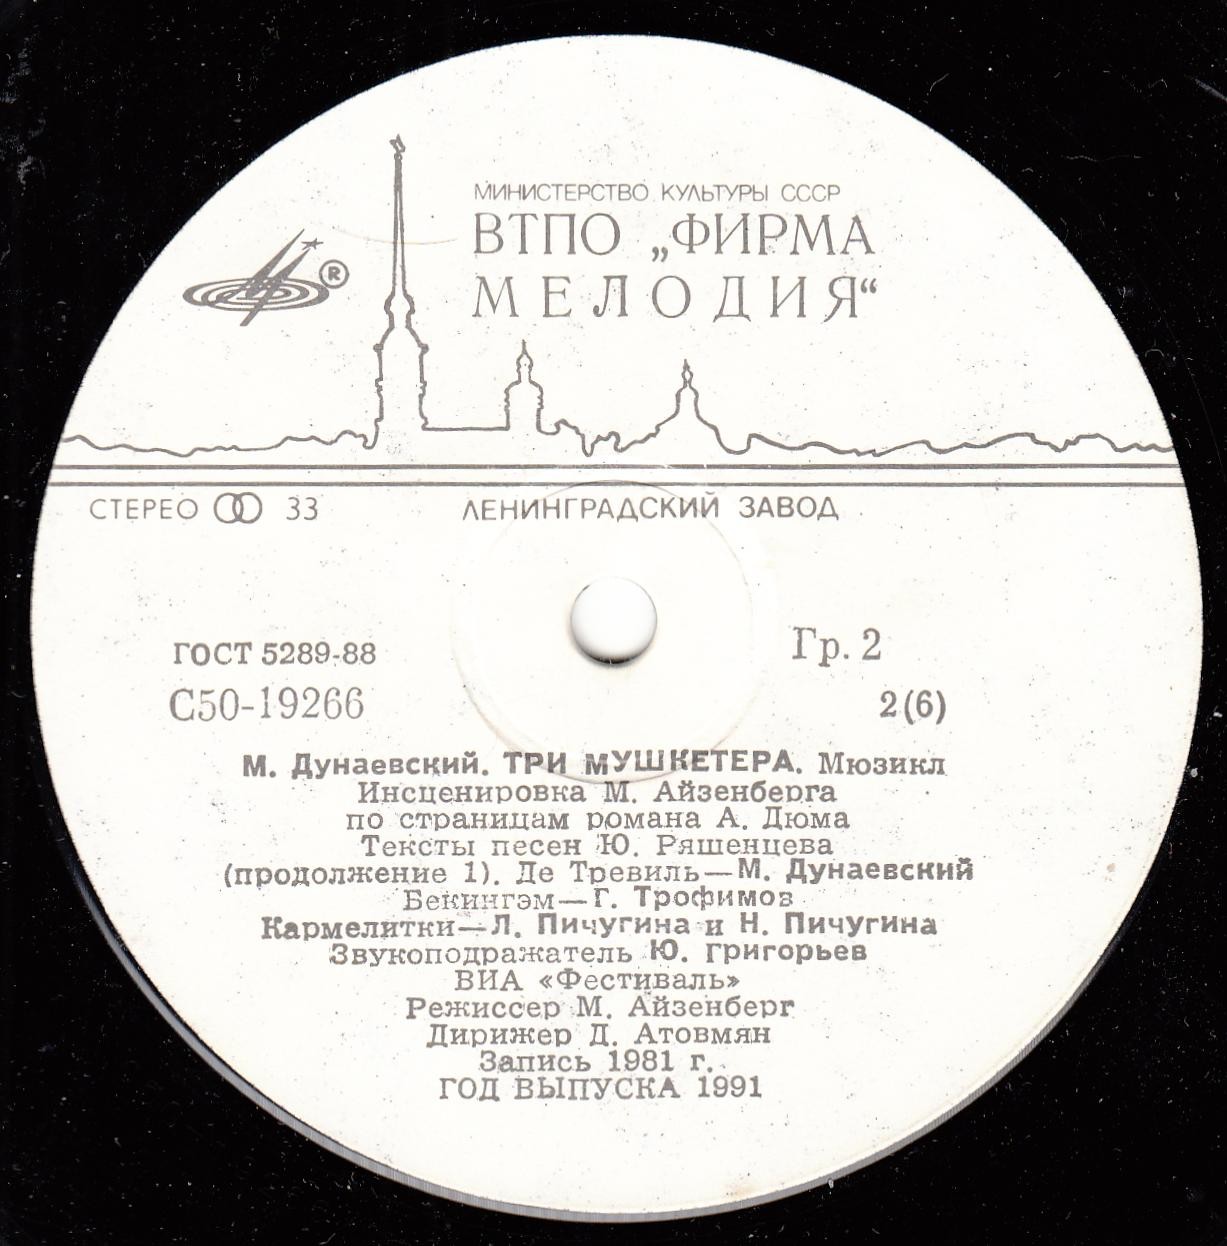 МИНИСТЕРСТВО КУЛЬТУРЫ СССР
ВТПО „ФИРМА
МЕЛОДИЯ“
®
СТЕРЕО 33
ЛЕНИНГРАДСКИЙ ЗАВОД
ГОСТ 5289-88
Гр. 2
С50-19266
2(6)
М. Дунаевский. ТРИ МУШКЕТЕРА. Мюзикл
Инсценировка М. Айзенберга
по страницам романа А. Дюма
Тексты песен Ю. Ряшенцева
(продолжение 1). Де Тревиль—М. Дунаевский
Бекингэм—Г. Трофимов
Кармелитки—Л. Пичугина и Н. Пичугина
Звукоподражатель Ю. Григорьев
ВИА «Фестиваль»
Режиссер М. Айзенберг
Дирижер Д. Атовмян
Запись 1981 г.
ГОД ВЫПУСКА 1991